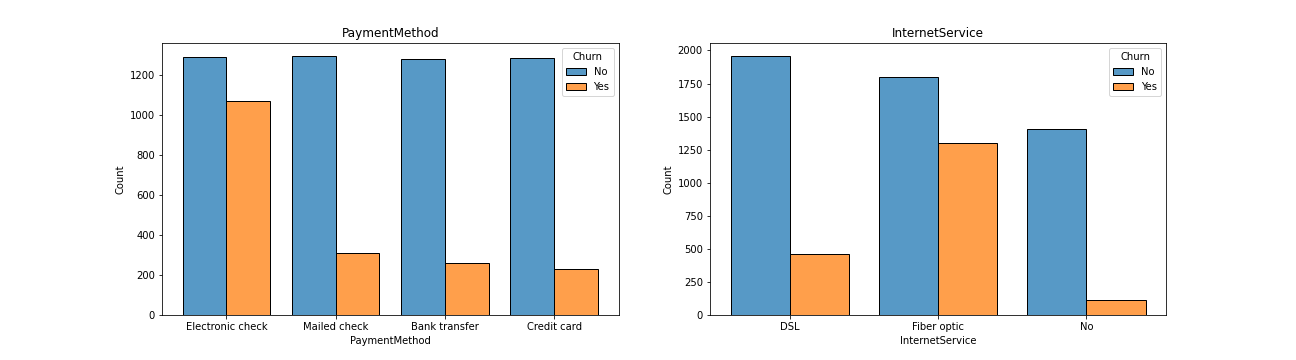 PaymentMethod
Churn
No
Yes
1200
1000
800
600
400
200
0
Count
Electronic check Mailed check Bank transfer Credit card
PaymentMethod
InternetService
Churn
No
Yes
2000
1750
1500
1250
1000
750
500
250
0
Count
DSL Fiber optic No
InternetService